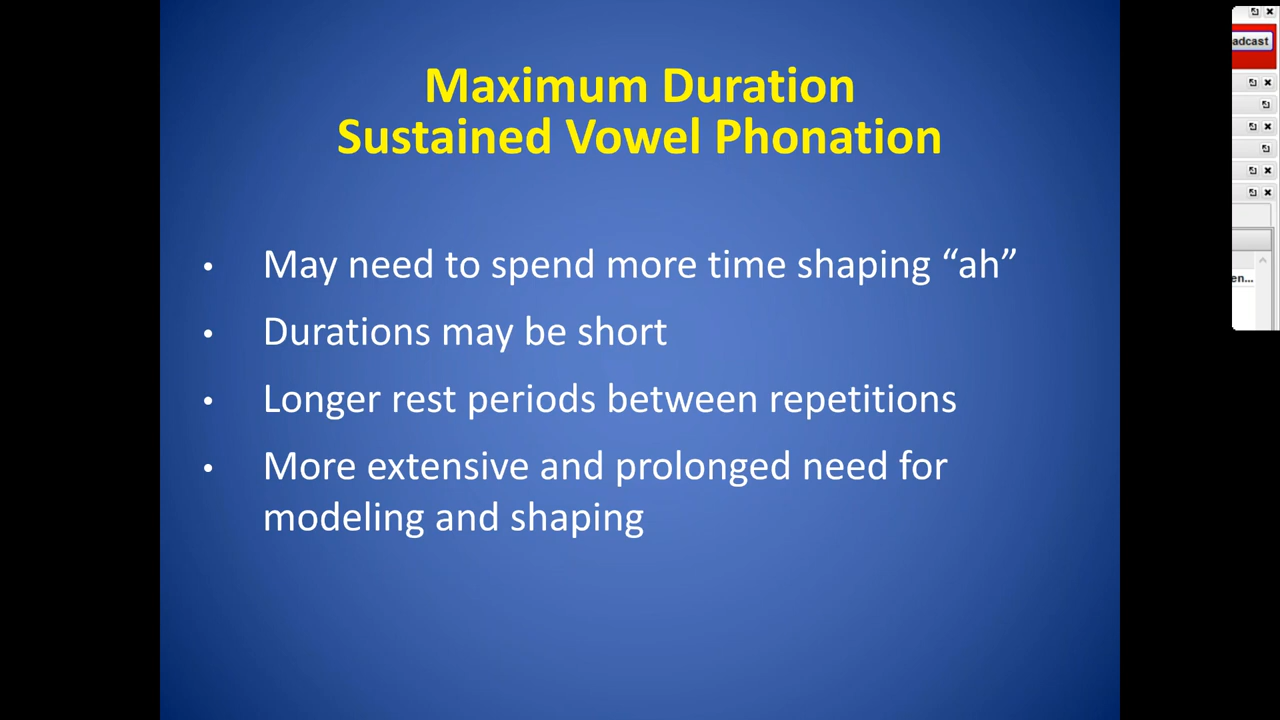 Maximum Duration
Sustained Vowel Phonation
• May need to spend more time shaping “ah”
• Durations may be short
• Longer rest periods between repetitions
• More extensive and prolonged need for
modeling and shaping
adcast
en...